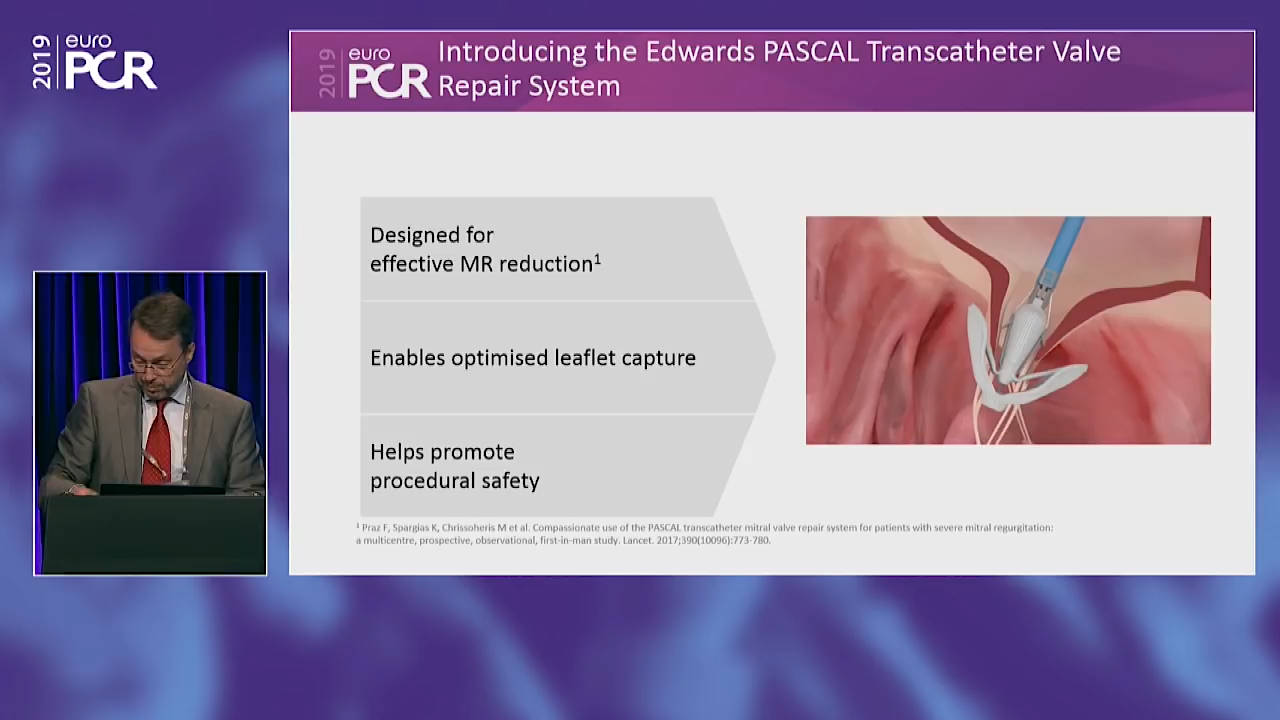 2019
euro
PCR
2019
euro
PCR
Introducing the Edwards PASCAL Transcatheter Valve
Repair System
Designed for
effective MR reduction¹
Enables optimised leaflet capture
Helps promote
procedural safety
¹ Praz F, Spargias K, Chrissoheris M et al. Compassionate use of the PASCAL transcatheter mitral valve repair system for patients with severe mitral regurgitation:
a multicentre, prospective, observational, first-in-man study. Lancet. 2017;390(10096):773-780.